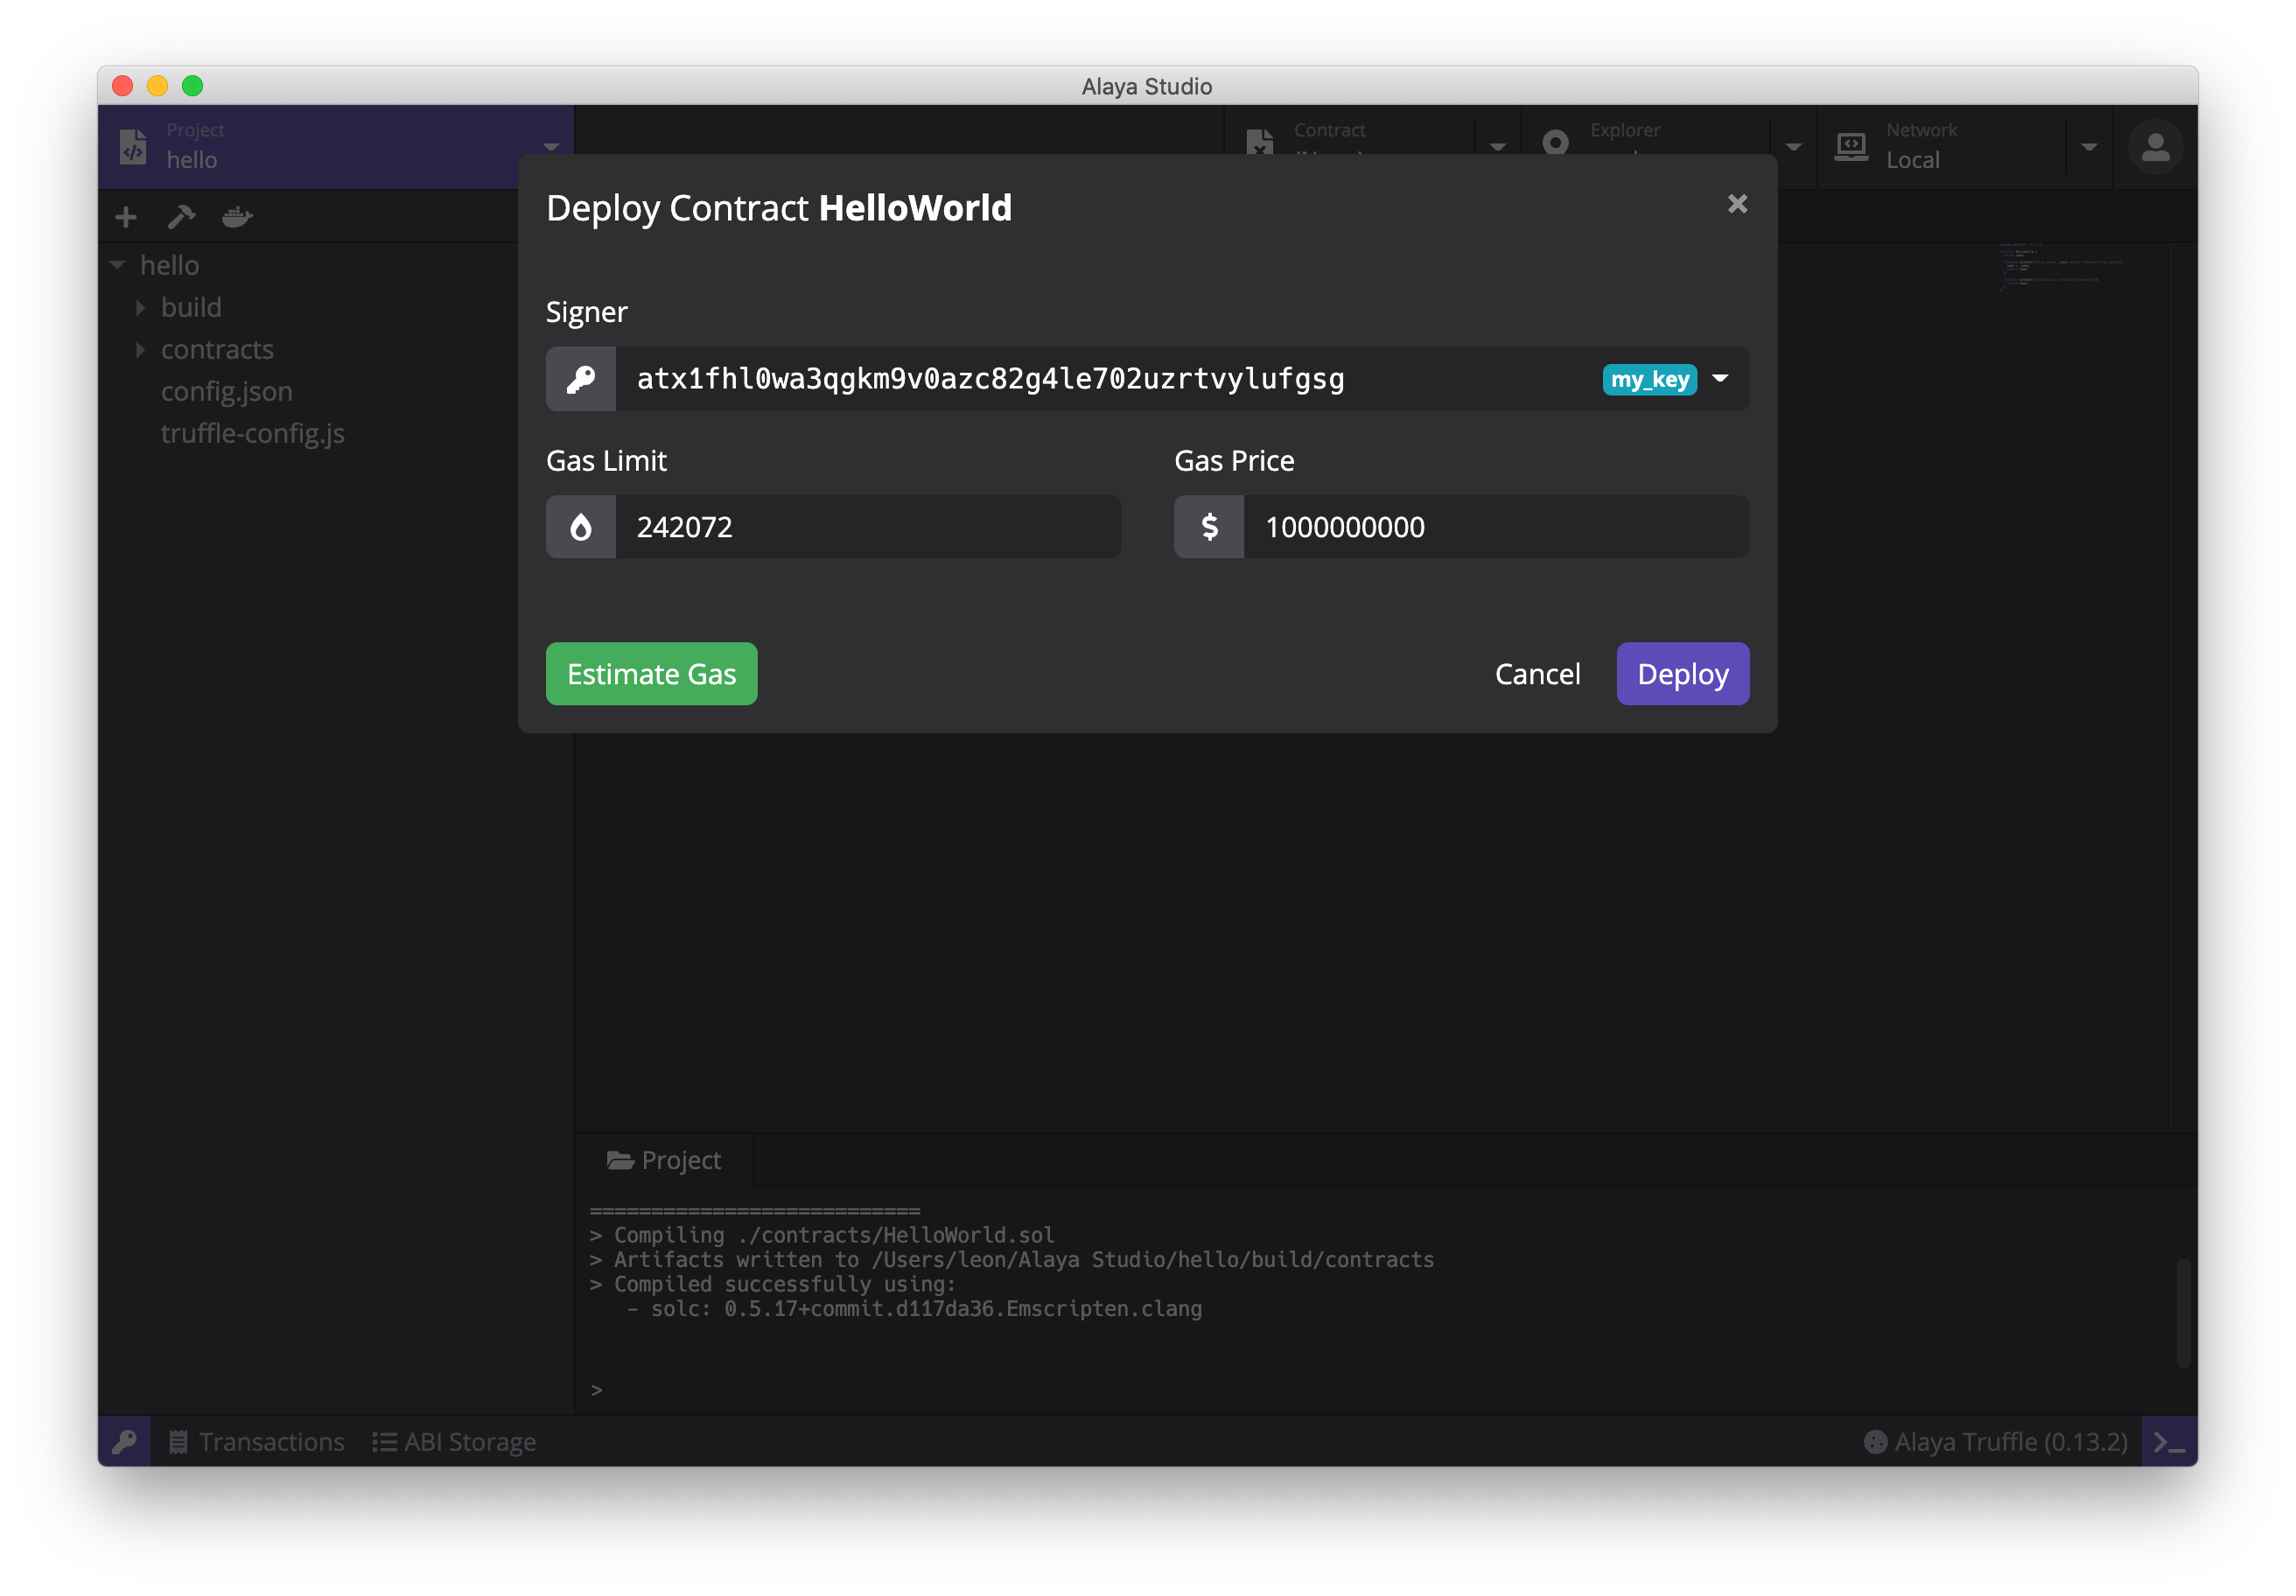 Alaya Studio
Project
hello
Contract
Explorer
Network
Local
Deploy Contract HelloWorld
hello
build
contracts
config.json
truffle-config.js
Signer
atx1fhl0wa3qgkm9v0azc82g4le702uzrtvylufgsg
my_key
Gas Limit
Gas Price
242072
$ 1000000000
Estimate Gas
Cancel
Deploy
Project
===========================
> Compiling ./contracts/HelloWorld.sol
> Artifacts written to /Users/leon/Alaya Studio/hello/build/contracts
> Compiled successfully using:
- solc: 0.5.17+commit.d117da36.Emscripten.clang
>
Transactions
ABI Storage
Alaya Truffle (0.13.2)